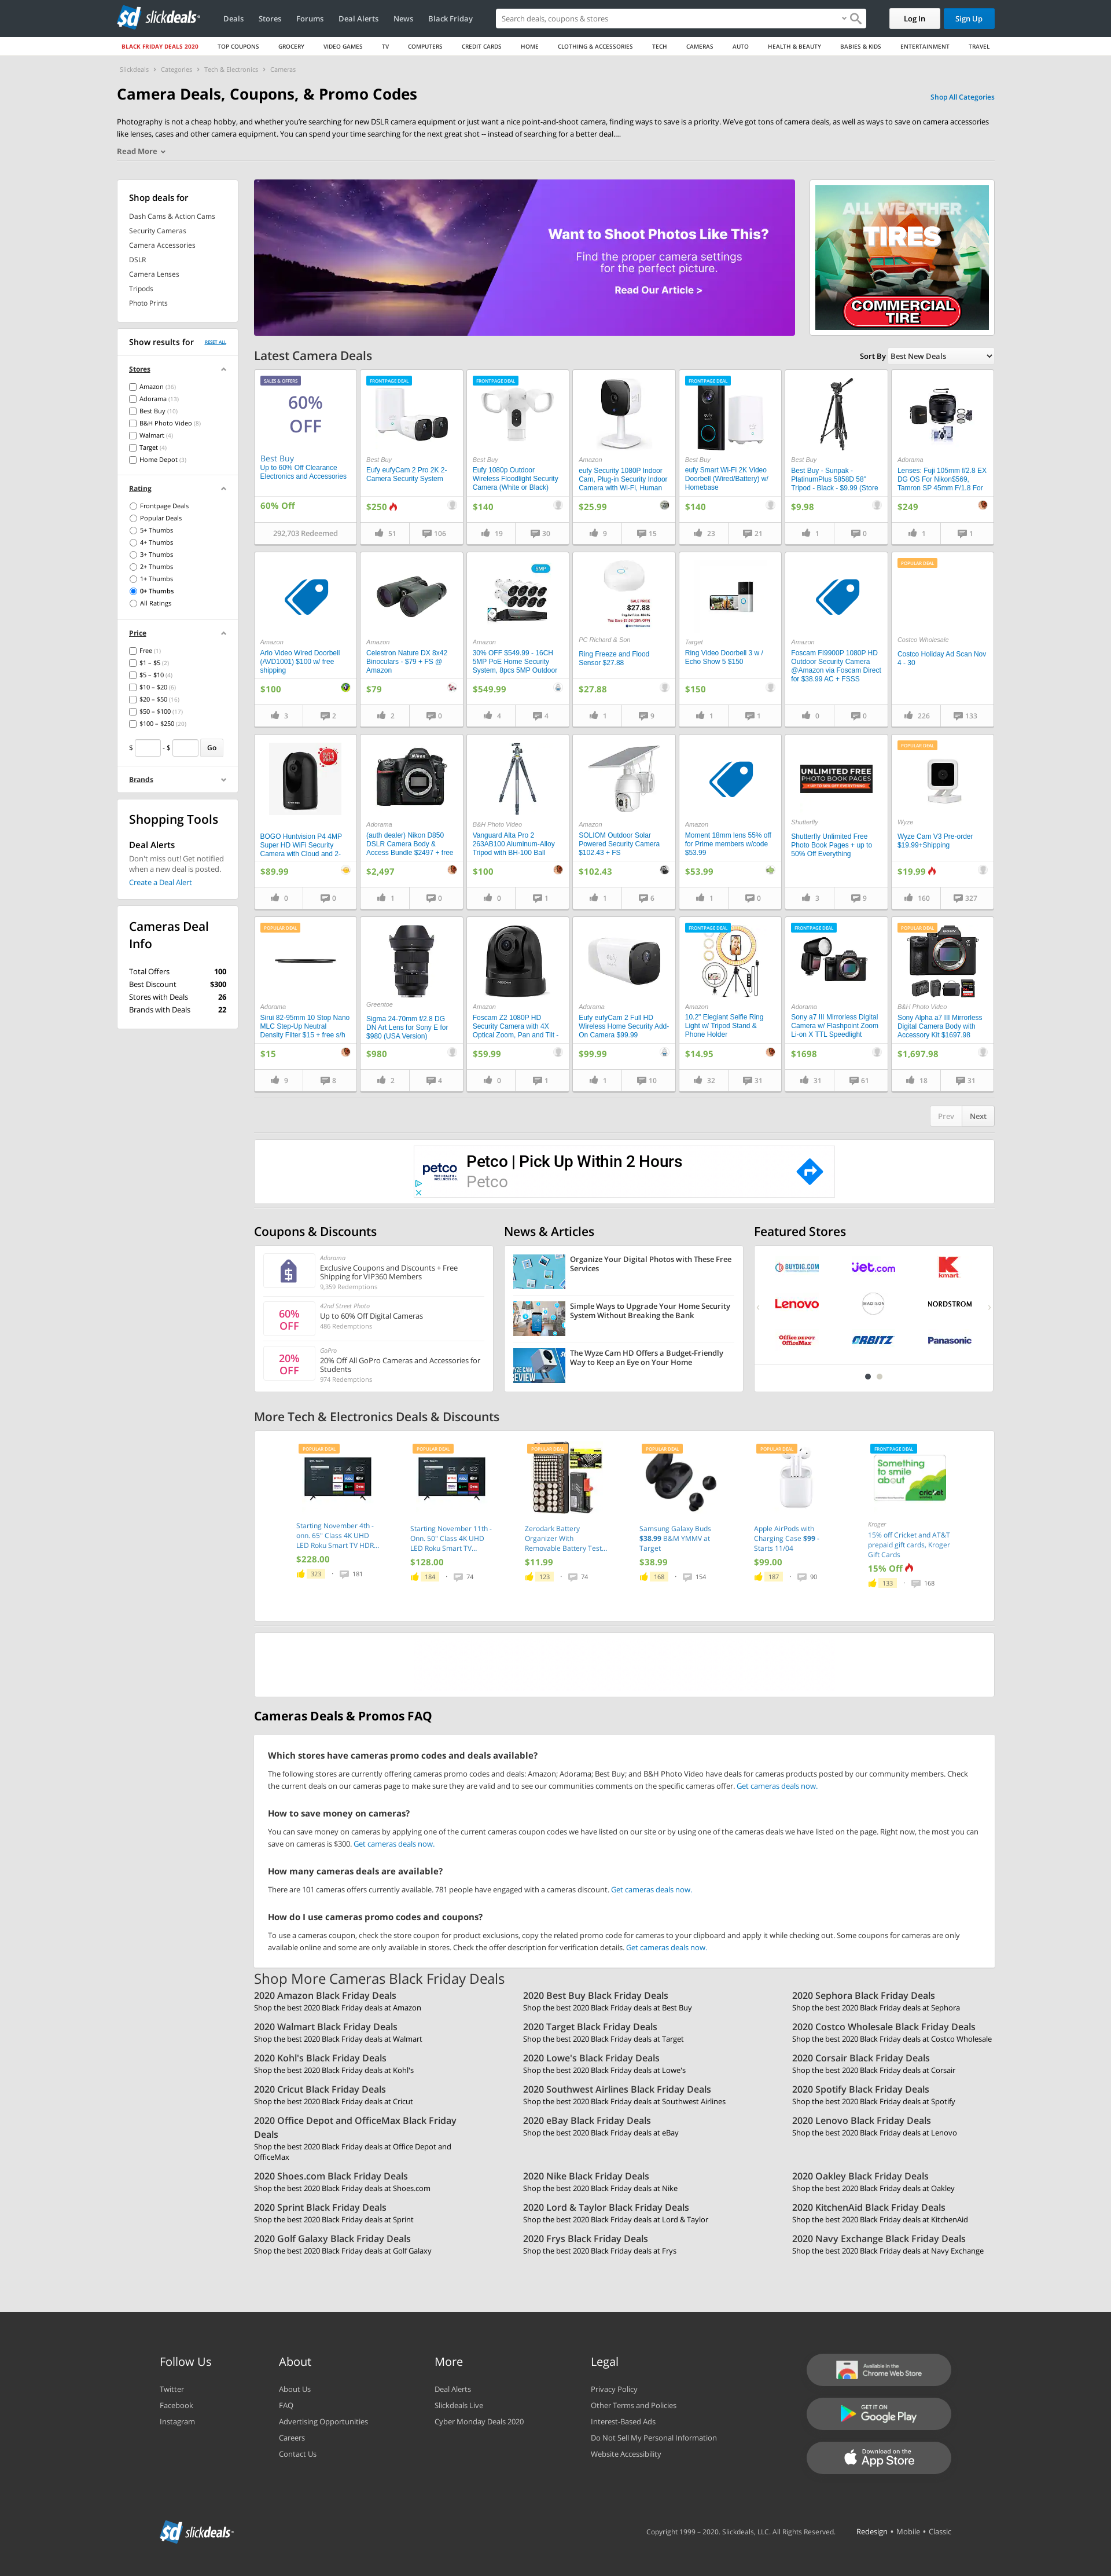 sd slickdeals
Deals
Stores
Forums
Deal Alerts
News
Black Friday
Search deals, coupons & stores
Log In
Sign Up
BLACK FRIDAY DEALS 2020
TOP COUPONS
GROCERY
VIDEO GAMES
TV
COMPUTERS
CREDIT CARDS
HOME
CLOTHING & ACCESSORIES
TECH
CAMERAS
AUTO
HEALTH & BEAUTY
BABIES & KIDS
ENTERTAINMENT
TRAVEL
Slickdeals > Categories > Tech & Electronics > Cameras
Camera Deals, Coupons, & Promo Codes
Shop All Categories
Photography is not a cheap hobby, and whether you're searching for new DSLR camera equipment or just want a nice point-and-shoot camera, finding ways to save is a priority. We've got tons of camera deals, as well as ways to save on camera accessories
like lenses, cases and other camera equipment. You can spend your time searching for the next great shot -- instead of searching for a better deal....
Read More
Shop deals for
Dash Cams & Action Cams
Security Cameras
Camera Accessories
DSLR
Camera Lenses
Tripods
Photo Prints
Show results for
RESET ALL
Stores
Amazon (36)
Adorama (13)
Best Buy (10)
B&H Photo Video (8)
Walmart (4)
Target (4)
Home Depot (3)
Rating
Frontpage Deals
Popular Deals
5+ Thumbs
4+ Thumbs
3+ Thumbs
2+ Thumbs
1+ Thumbs
0+ Thumbs
All Ratings
Price
Free (1)
$1 – $5 (2)
$5 – $10 (4)
$10 – $20 (6)
$20 – $50 (16)
$50 – $100 (17)
$100 – $250 (20)
$ - $ Go
Brands
Shopping Tools
Deal Alerts
Don't miss out! Get notified
when a new deal is posted.
Create a Deal Alert
Cameras Deal
Info
Total Offers 100
Best Discount $300
Stores with Deals 26
Brands with Deals 22
Want to Shoot Photos Like This?
Find the proper camera settings
for the perfect picture.
Read Our Article >
ALL WEATHER
TIRES
COMMERCIAL
TIRE
Latest Camera Deals
Sort By Best New Deals
SALES & OFFERS
60%
OFF
Best Buy
Up to 60% Off Clearance
Electronics and Accessories
60% Off
292,703 Redeemed
FRONTPAGE DEAL
Best Buy
Eufy eufyCam 2 Pro 2K 2-
Camera Security System
$250
51 106
FRONTPAGE DEAL
Best Buy
Eufy 1080p Outdoor
Wireless Floodlight Security
Camera (White or Black)
$140
19 30
Amazon
eufy Security 1080P Indoor
Cam, Plug-in Security Indoor
Camera with Wi-Fi, Human
$25.99
9 15
FRONTPAGE DEAL
Best Buy
eufy Smart Wi-Fi 2K Video
Doorbell (Wired/Battery) w/
Homebase
$140
23 21
Best Buy
Best Buy - Sunpak -
PlatinumPlus 5858D 58"
Tripod - Black - $9.99 (Store
$9.98
1 0
Adorama
Lenses: Fuji 105mm f/2.8 EX
DG OS For Nikon$569,
Tamron SP 45mm F/1.8 For
$249
1 1
Amazon
Arlo Video Wired Doorbell
(AVD1001) $100 w/ free
shipping
$100
3 2
Amazon
Celestron Nature DX 8x42
Binoculars - $79 + FS @
Amazon
$79
2 0
5MP
Amazon
30% OFF $549.99 - 16CH
5MP PoE Home Security
System, 8pcs 5MP Outdoor
$549.99
4 4
SALE PRICE
$27.88
PC Richard & Son
Ring Freeze and Flood
Sensor $27.88
$27.88
1 9
Target
Ring Video Doorbell 3 w /
Echo Show 5 $150
$150
1 1
Amazon
Foscam FI9900P 1080P HD
Outdoor Security Camera
@Amazon via Foscam Direct
for $38.99 AC + FSSS
0 0
POPULAR DEAL
Costco Wholesale
Costco Holiday Ad Scan Nov
4 - 30
226 133
BOGO Huntvision P4 4MP
Super HD WiFi Security
Camera with Cloud and 2-
$89.99
0 0
Nikon
Adorama
(auth dealer) Nikon D850
DSLR Camera Body &
Access Bundle $2497 + free
$2,497
1 0
B&H Photo Video
Vanguard Alta Pro 2
263AB100 Aluminum-Alloy
Tripod with BH-100 Ball
$100
0 1
Amazon
SOLIOM Outdoor Solar
Powered Security Camera
$102.43 + FS
$102.43
1 6
Amazon
Moment 18mm lens 55% off
for Prime members w/code
$53.99
$53.99
1 0
UNLIMITED FREE
PHOTO BOOK PAGES
+UP TO 50% OFF EVERYTHING
Shutterfly
Shutterfly Unlimited Free
Photo Book Pages + up to
50% Off Everything
3 9
POPULAR DEAL
Wyze
Wyze Cam V3 Pre-order
$19.99+Shipping
$19.99
160 327
POPULAR DEAL
Adorama
Sirui 82-95mm 10 Stop Nano
MLC Step-Up Neutral
Density Filter $15 + free s/h
$15
9 8
Greentoe
Sigma 24-70mm f/2.8 DG
DN Art Lens for Sony E for
$980 (USA Version)
$980
2 4
Amazon
Foscam Z2 1080P HD
Security Camera with 4X
Optical Zoom, Pan and Tilt -
$59.99
0 1
eufy
Adorama
Eufy eufyCam 2 Full HD
Wireless Home Security Add-
On Camera $99.99
$99.99
1 10
FRONTPAGE DEAL
Amazon
10.2" Elegiant Selfie Ring
Light w/ Tripod Stand &
Phone Holder
$14.95
32 31
FRONTPAGE DEAL
Adorama
Sony a7 III Mirrorless Digital
Camera w/ Flashpoint Zoom
Li-on X TTL Speedlight
$1698
31 61
POPULAR DEAL
B&H Photo Video
Sony Alpha a7 III Mirrorless
Digital Camera Body with
Accessory Kit $1697.98
$1,697.98
18 31
Prev Next
petco
Petco | Pick Up Within 2 Hours
Petco
Coupons & Discounts
Adorama
Exclusive Coupons and Discounts + Free
Shipping for VIP360 Members
9,359 Redemptions
60%
OFF
42nd Street Photo
Up to 60% Off Digital Cameras
486 Redemptions
20%
OFF
GoPro
20% Off All GoPro Cameras and Accessories for
Students
974 Redemptions
News & Articles
Organize Your Digital Photos with These Free
Services
Simple Ways to Upgrade Your Home Security
System Without Breaking the Bank
The Wyze Cam HD Offers a Budget-Friendly
Way to Keep an Eye on Your Home
Featured Stores
BUYDIG.COM
jet.com
kmart
Lenovo
MADISON
NORDSTROM
Office DEPOT
OfficeMax
ORBITZ
Panasonic
More Tech & Electronics Deals & Discounts
POPULAR DEAL
Starting November 4th -
onn. 65" Class 4K UHD
LED Roku Smart TV HDR...
$228.00
323 · 181
POPULAR DEAL
Starting November 11th -
Onn. 50" Class 4K UHD
LED Roku Smart TV...
$128.00
184 · 74
POPULAR DEAL
Zerodark Battery
Organizer With
Removable Battery Test...
$11.99
123 · 74
POPULAR DEAL
Samsung Galaxy Buds
$38.99 B&M YMMV at
Target
$38.99
168 · 154
POPULAR DEAL
Apple AirPods with
Charging Case $99 -
Starts 11/04
$99.00
187 · 90
FRONTPAGE DEAL
Something
to smile
about
cricket
Kroger
15% off Cricket and AT&T
prepaid gift cards, Kroger
Gift Cards
15% Off
133 · 168
Cameras Deals & Promos FAQ
Which stores have cameras promo codes and deals available?
The following stores are currently offering cameras promo codes and deals: Amazon; Adorama; Best Buy; and B&H Photo Video have deals for cameras products posted by our community members. Check
the current deals on our cameras page to make sure they are valid and to see our communities comments on the specific cameras offer. Get cameras deals now.
How to save money on cameras?
You can save money on cameras by applying one of the current cameras coupon codes we have listed on our site or by using one of the cameras deals we have listed on the page. Right now, the most you can
save on cameras is $300. Get cameras deals now.
How many cameras deals are available?
There are 101 cameras offers currently available. 781 people have engaged with a cameras discount. Get cameras deals now.
How do I use cameras promo codes and coupons?
To use a cameras coupon, check the store coupon for product exclusions, copy the related promo code for cameras to your clipboard and apply it while checking out. Some coupons for cameras are only
available online and some are only available in stores. Check the offer description for verification details. Get cameras deals now.
Shop More Cameras Black Friday Deals
2020 Amazon Black Friday Deals
Shop the best 2020 Black Friday deals at Amazon
2020 Best Buy Black Friday Deals
Shop the best 2020 Black Friday deals at Best Buy
2020 Sephora Black Friday Deals
Shop the best 2020 Black Friday deals at Sephora
2020 Walmart Black Friday Deals
Shop the best 2020 Black Friday deals at Walmart
2020 Target Black Friday Deals
Shop the best 2020 Black Friday deals at Target
2020 Costco Wholesale Black Friday Deals
Shop the best 2020 Black Friday deals at Costco Wholesale
2020 Kohl's Black Friday Deals
Shop the best 2020 Black Friday deals at Kohl's
2020 Lowe's Black Friday Deals
Shop the best 2020 Black Friday deals at Lowe's
2020 Corsair Black Friday Deals
Shop the best 2020 Black Friday deals at Corsair
2020 Cricut Black Friday Deals
Shop the best 2020 Black Friday deals at Cricut
2020 Southwest Airlines Black Friday Deals
Shop the best 2020 Black Friday deals at Southwest Airlines
2020 Spotify Black Friday Deals
Shop the best 2020 Black Friday deals at Spotify
2020 Office Depot and OfficeMax Black Friday
Deals
Shop the best 2020 Black Friday deals at Office Depot and
OfficeMax
2020 eBay Black Friday Deals
Shop the best 2020 Black Friday deals at eBay
2020 Lenovo Black Friday Deals
Shop the best 2020 Black Friday deals at Lenovo
2020 Shoes.com Black Friday Deals
Shop the best 2020 Black Friday deals at Shoes.com
2020 Nike Black Friday Deals
Shop the best 2020 Black Friday deals at Nike
2020 Oakley Black Friday Deals
Shop the best 2020 Black Friday deals at Oakley
2020 Sprint Black Friday Deals
Shop the best 2020 Black Friday deals at Sprint
2020 Lord & Taylor Black Friday Deals
Shop the best 2020 Black Friday deals at Lord & Taylor
2020 KitchenAid Black Friday Deals
Shop the best 2020 Black Friday deals at KitchenAid
2020 Golf Galaxy Black Friday Deals
Shop the best 2020 Black Friday deals at Golf Galaxy
2020 Frys Black Friday Deals
Shop the best 2020 Black Friday deals at Frys
2020 Navy Exchange Black Friday Deals
Shop the best 2020 Black Friday deals at Navy Exchange
Follow Us
Twitter
Facebook
Instagram
About
About Us
FAQ
Advertising Opportunities
Careers
Contact Us
More
Deal Alerts
Slickdeals Live
Cyber Monday Deals 2020
Legal
Privacy Policy
Other Terms and Policies
Interest-Based Ads
Do Not Sell My Personal Information
Website Accessibility
Available in the
Chrome Web Store
GET IT ON
Google Play
Download on the
App Store
sd slickdeals
Copyright 1999 – 2020. Slickdeals, LLC. All Rights Reserved.
Redesign • Mobile • Classic